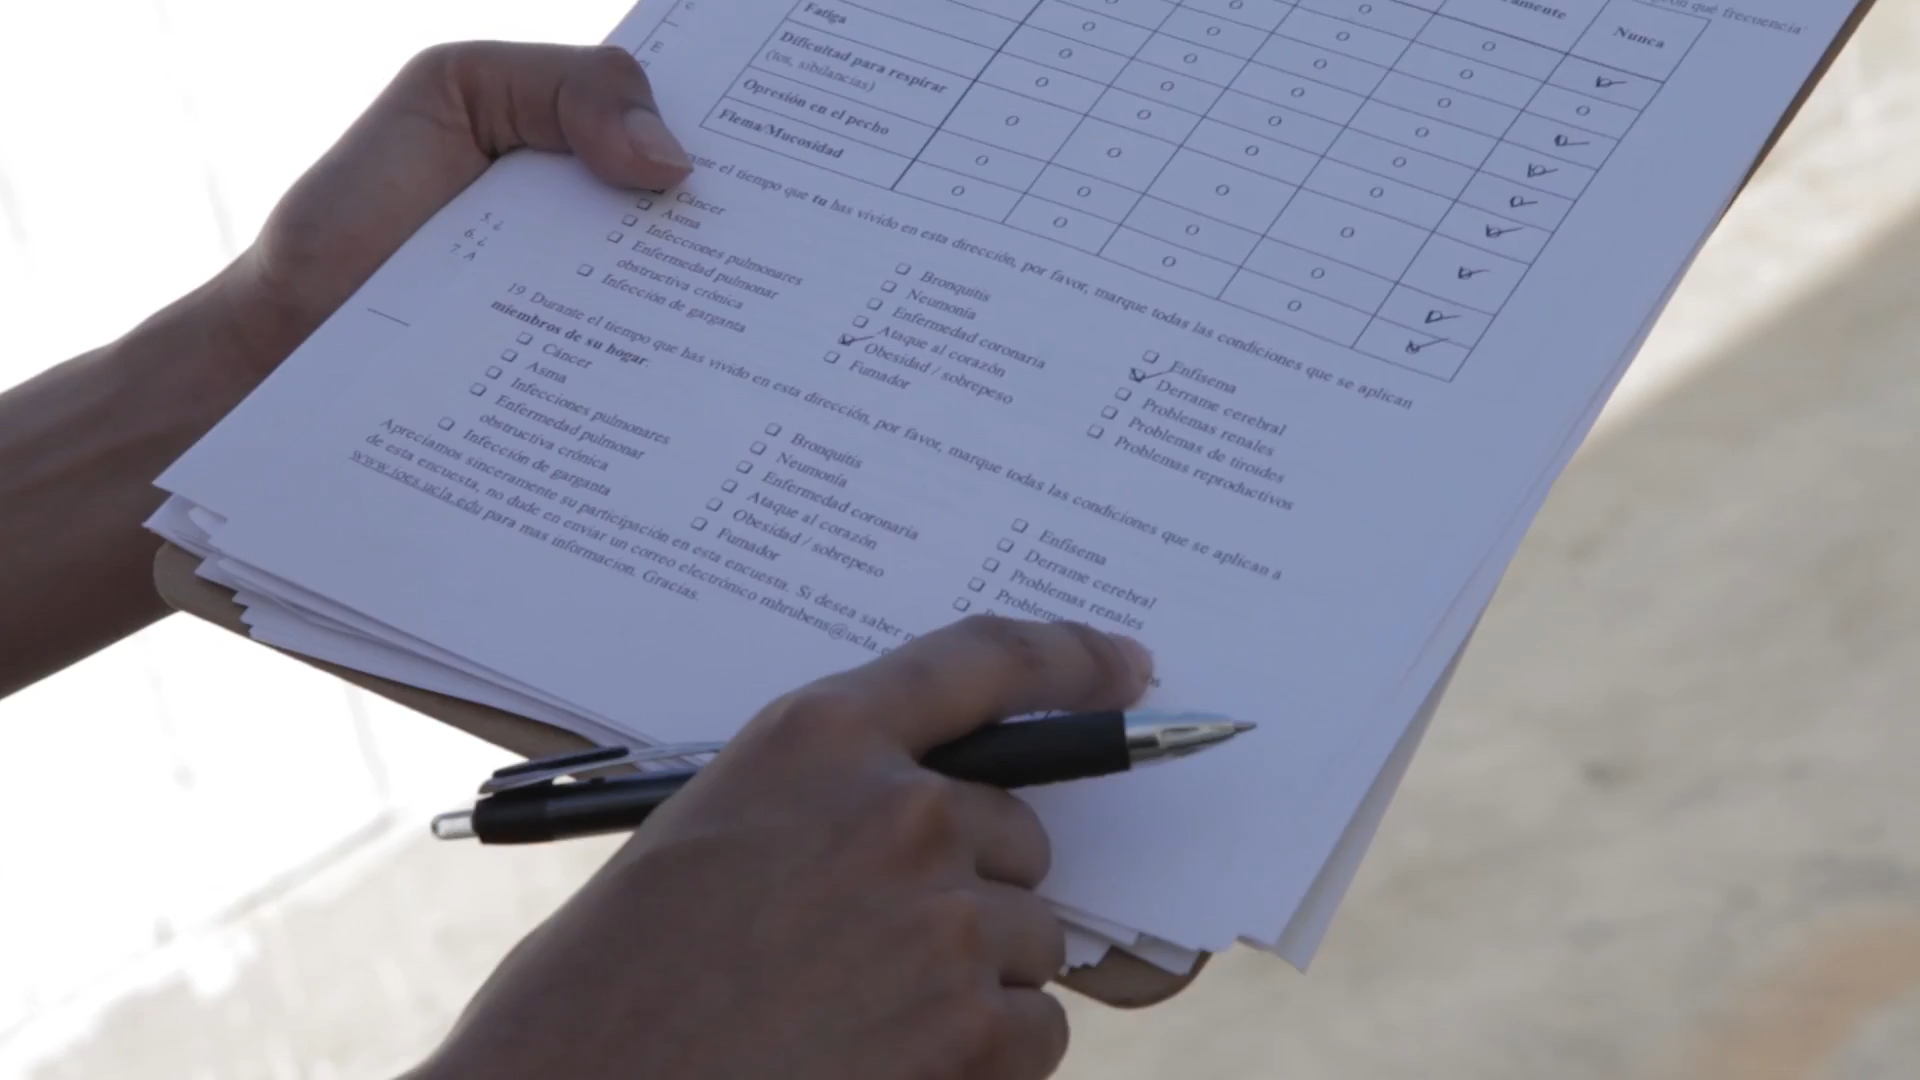 qué frecuencia:
Nunca
Fatiga
Dificultad para respirar
(tos, sibilancias)
Opresión en el pecho
Flema/Mucosidad
el tiempo que tu has vivido en esta dirección, por favor, marque todas las condiciones que se aplican
Cáncer
Asma
Infecciones pulmonares
Enfermedad pulmonar
obstructiva crónica
Infección de garganta
Bronquitis
Neumonía
Enfermedad coronaria
Ataque al corazón
Obesidad / sobrepeso
Fumador
Enfisema
Derrame cerebral
Problemas renales
Problemas de tiroides
Problemas reproductivos
19 Durante el tiempo que has vivido en esta dirección, por favor, marque todas las condiciones que se aplican a
miembros de su hogar:
Cáncer
Asma
Infecciones pulmonares
Enfermedad pulmonar
obstructiva crónica
Infección de garganta
Bronquitis
Neumonía
Enfermedad coronaria
Ataque al corazón
Obesidad / sobrepeso
Fumador
Enfisema
Derrame cerebral
Problemas renales
Apreciamos sinceramente su participación en esta encuesta. Si desea saber
de esta encuesta, no dude en enviar un correo electrónico mhrubens@ucla.e
www.ioes.ucla.edu para mas informacion. Gracias.
5. ¿
6. ¿
7. A